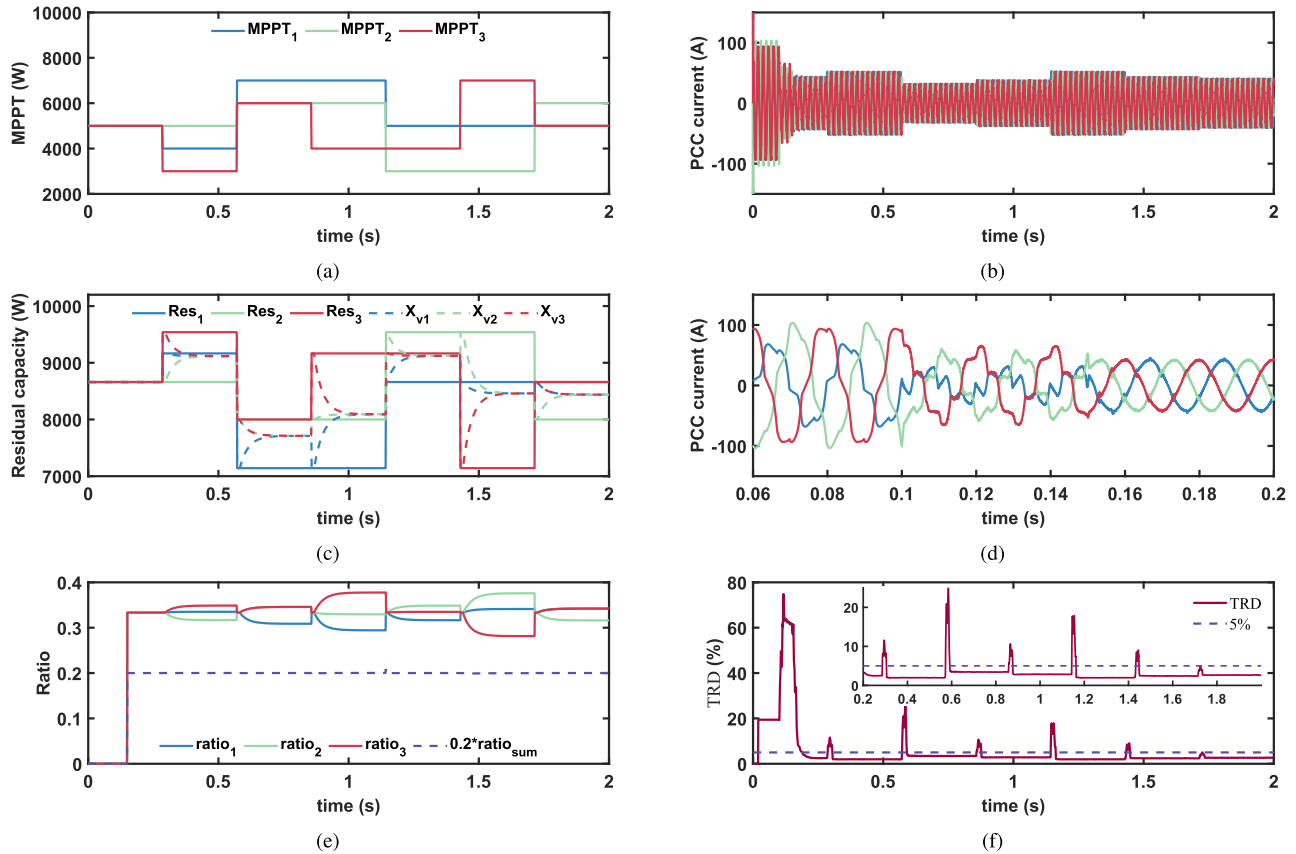 10000
8000
6000
4000
2000
MPPT (W)
MPPT1 MPPT2 MPPT3
0 0.5 1 1.5 2
time (s)
(a)
100
0
-100
PCC current (A)
0 0.5 1 1.5 2
time (s)
(b)
10000
9000
8000
7000
Residual capacity (W)
Res1 Res2 Res3 Xv1 Xv2 Xv3
0 0.5 1 1.5 2
time (s)
(c)
100
0
-100
PCC current (A)
0.06 0.08 0.1 0.12 0.14 0.16 0.18 0.2
time (s)
(d)
0.4
0.3
0.2
0.1
0
Ratio
ratio1 ratio2 ratio3 0.2*ratiosum
0 0.5 1 1.5 2
time (s)
(e)
80
60
40
20
0
TRD (%)
20
10
0
0.2 0.4 0.6 0.8 1 1.2 1.4 1.6 1.8
TRD
5%
0 0.5 1 1.5 2
time (s)
(f)